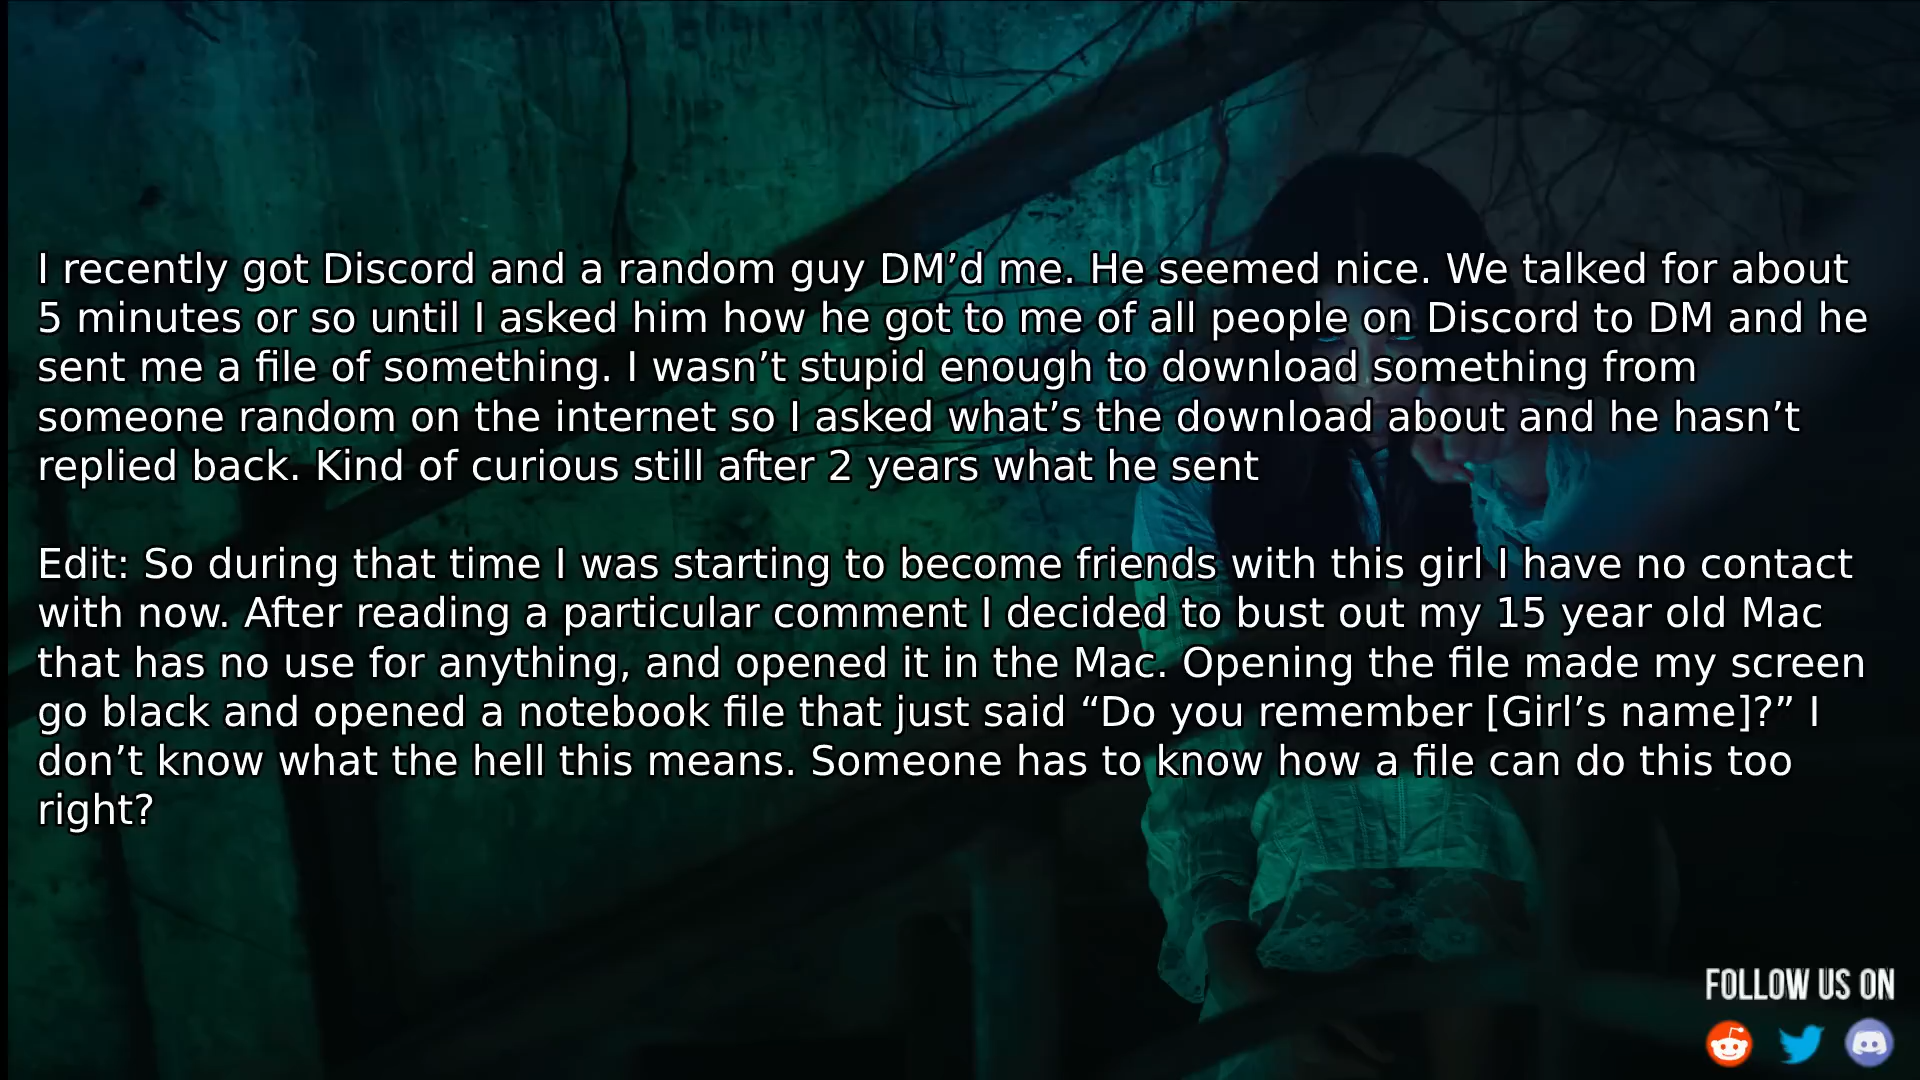 I recently got Discord and a random guy DM’d me. He seemed nice. We talked for about
5 minutes or so until I asked him how he got to me of all people on Discord to DM and he
sent me a file of something. I wasn’t stupid enough to download something from
someone random on the internet so I asked what’s the download about and he hasn’t
replied back. Kind of curious still after 2 years what he sent
Edit: So during that time I was starting to become friends with this girl I have no contact
with now. After reading a particular comment I decided to bust out my 15 year old Mac
that has no use for anything, and opened it in the Mac. Opening the file made my screen
go black and opened a notebook file that just said “Do you remember [Girl’s name]?” I
don’t know what the hell this means. Someone has to know how a file can do this too
right?
FOLLOW US ON